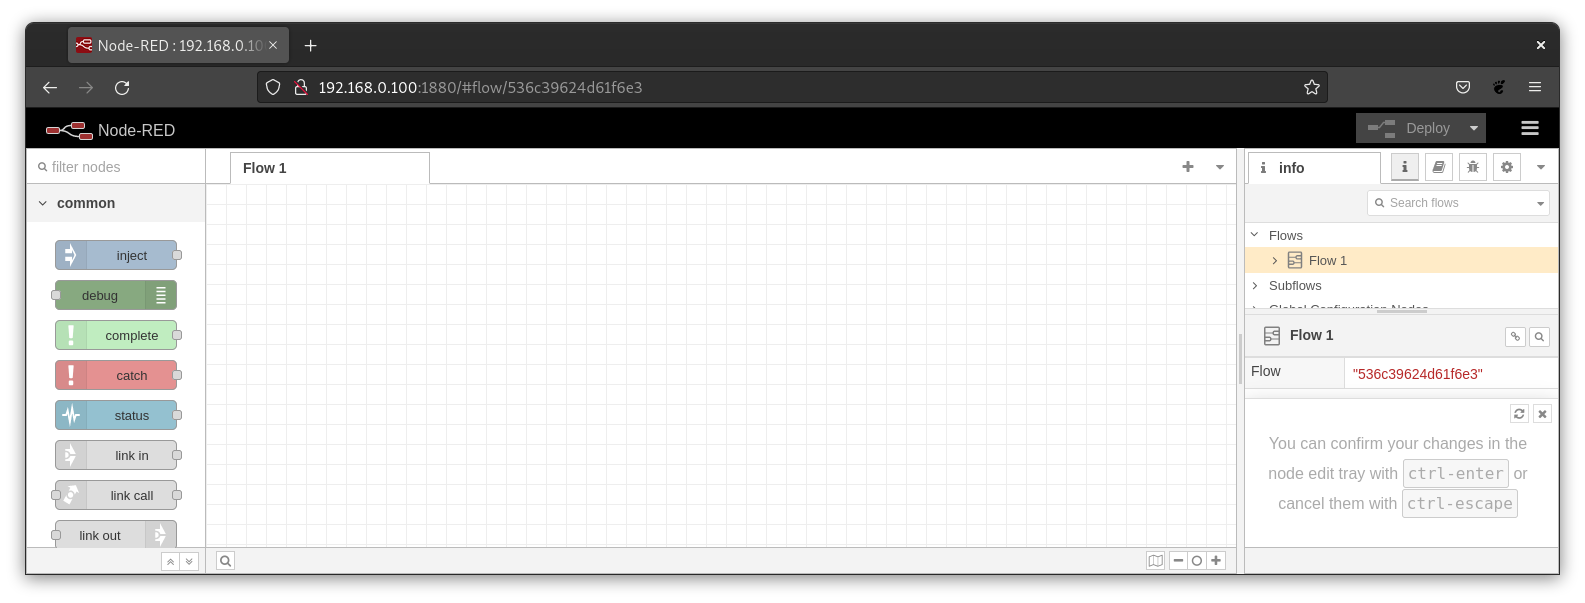 Node-RED : 192.168.0.10
192.168.0.100:1880/#flow/536c39624d61f6e3
Node-RED
Deploy
filter nodes
Flow 1
info
common
Search flows
inject
debug
complete
catch
status
link in
link call
link out
Flows
Flow 1
Subflows
Global Configuration Nodes
Flow 1
Flow "536c39624d61f6e3"
You can confirm your changes in the
node edit tray with ctrl-enter or
cancel them with ctrl-escape